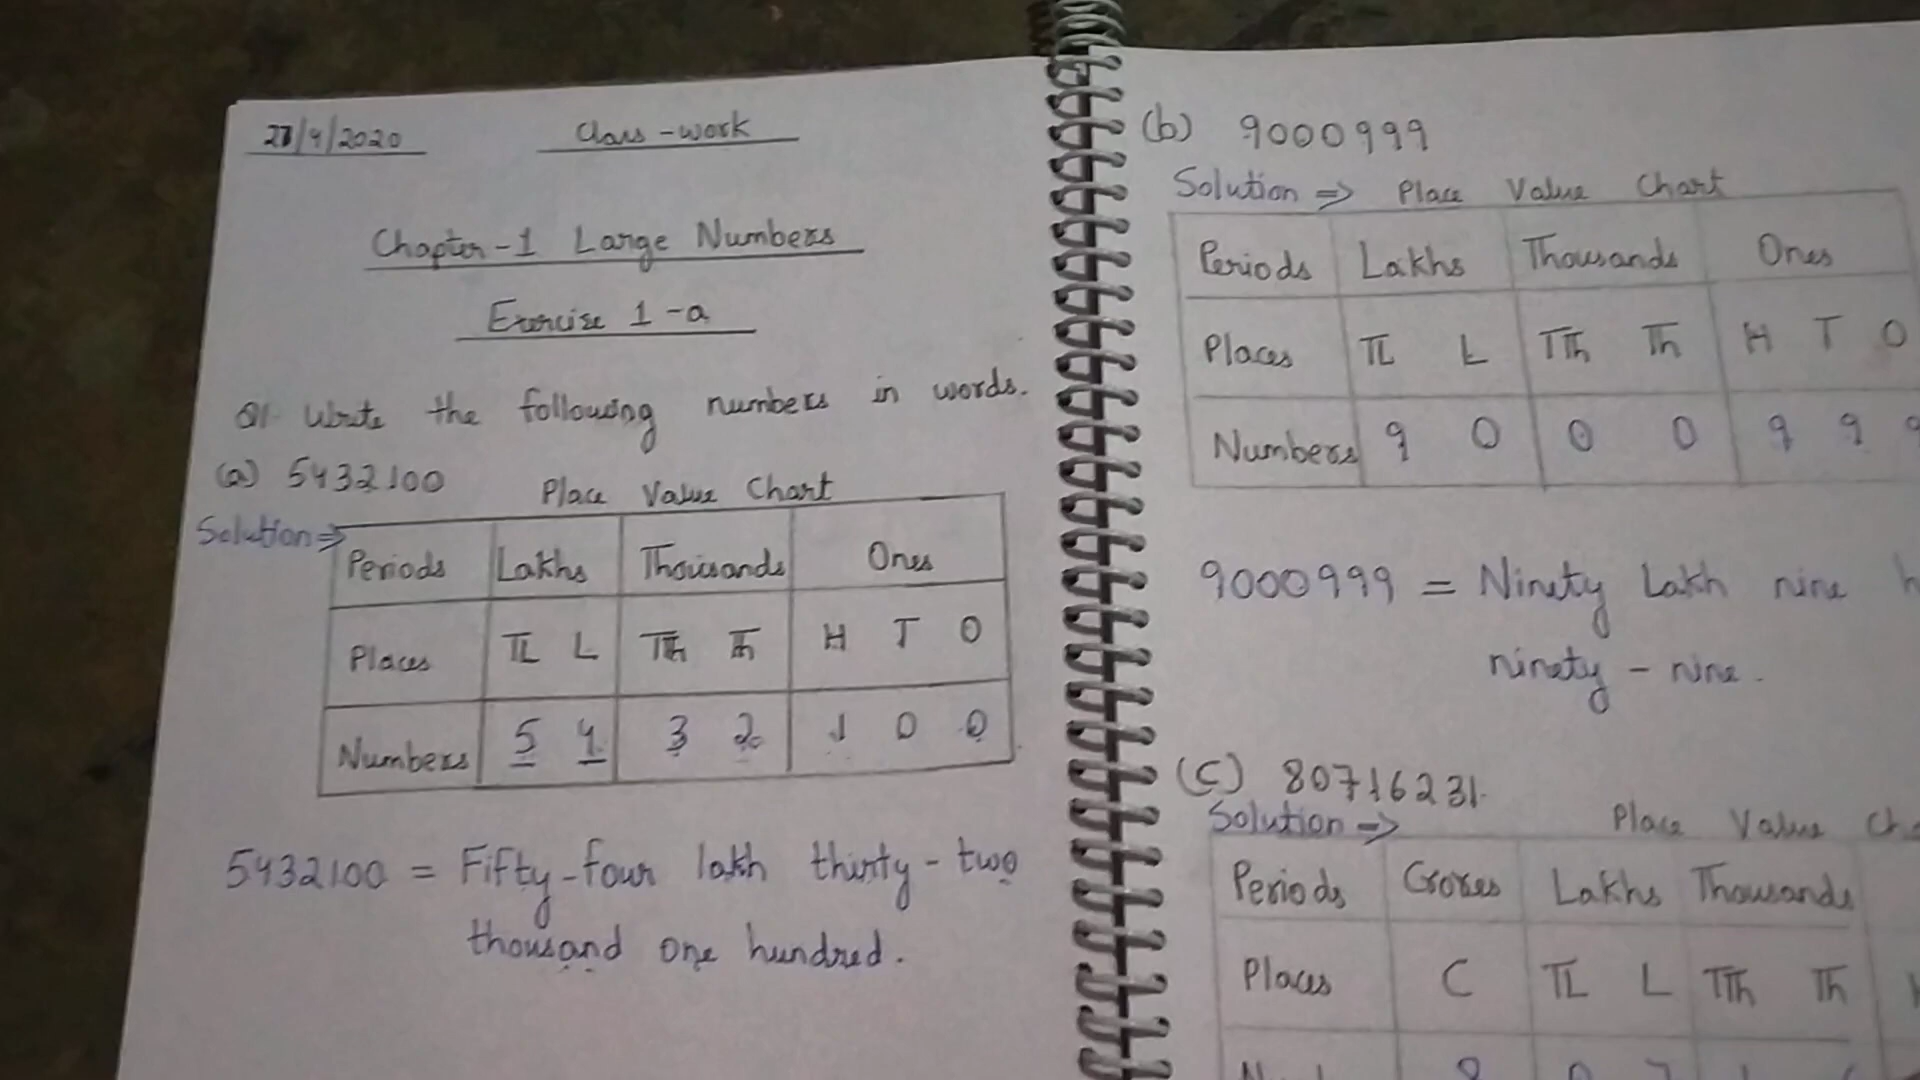 27/4/2020 Class-work
Chapter-1 Large Numbers
Exercise 1-a
Q1. Write the following numbers in words.
(a) 5432100 Place Value Chart
Solution⇒
Periods Lakhs Thousands Ones
Places TL L TTh Th H T O
Numbers 5 4 3 2 1 0 0
5432100 = Fifty-four lakh thirty-two
thousand one hundred.
(b) 9000999
Solution ⇒ Place Value Chart
Periods Lakhs Thousands Ones
Places TL L TTh Th H T O
Numbers 9 0 0 0 9 9 9
9000999 = Ninety Lakh nine
ninety-nine.
(c) 80716231.
Solution ⇒ Place Value
Periods Crores Lakhs Thousands
Places C TL L TTh Th